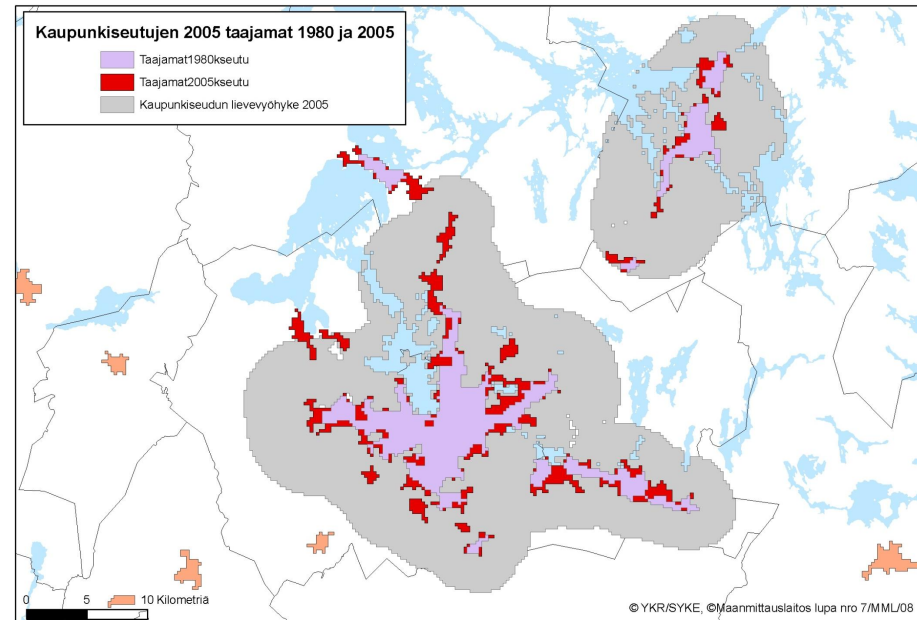 Kaupunkiseutujen 2005 taajamat 1980 ja 2005
Taajamat1980kseutu
Taajamat2005kseutu
Kaupunkiseudun lievevyöhyke 2005
0 5 10 Kilometriä
© YKR/SYKE, ©Maanmittauslaitos lupa nro 7/MML/08